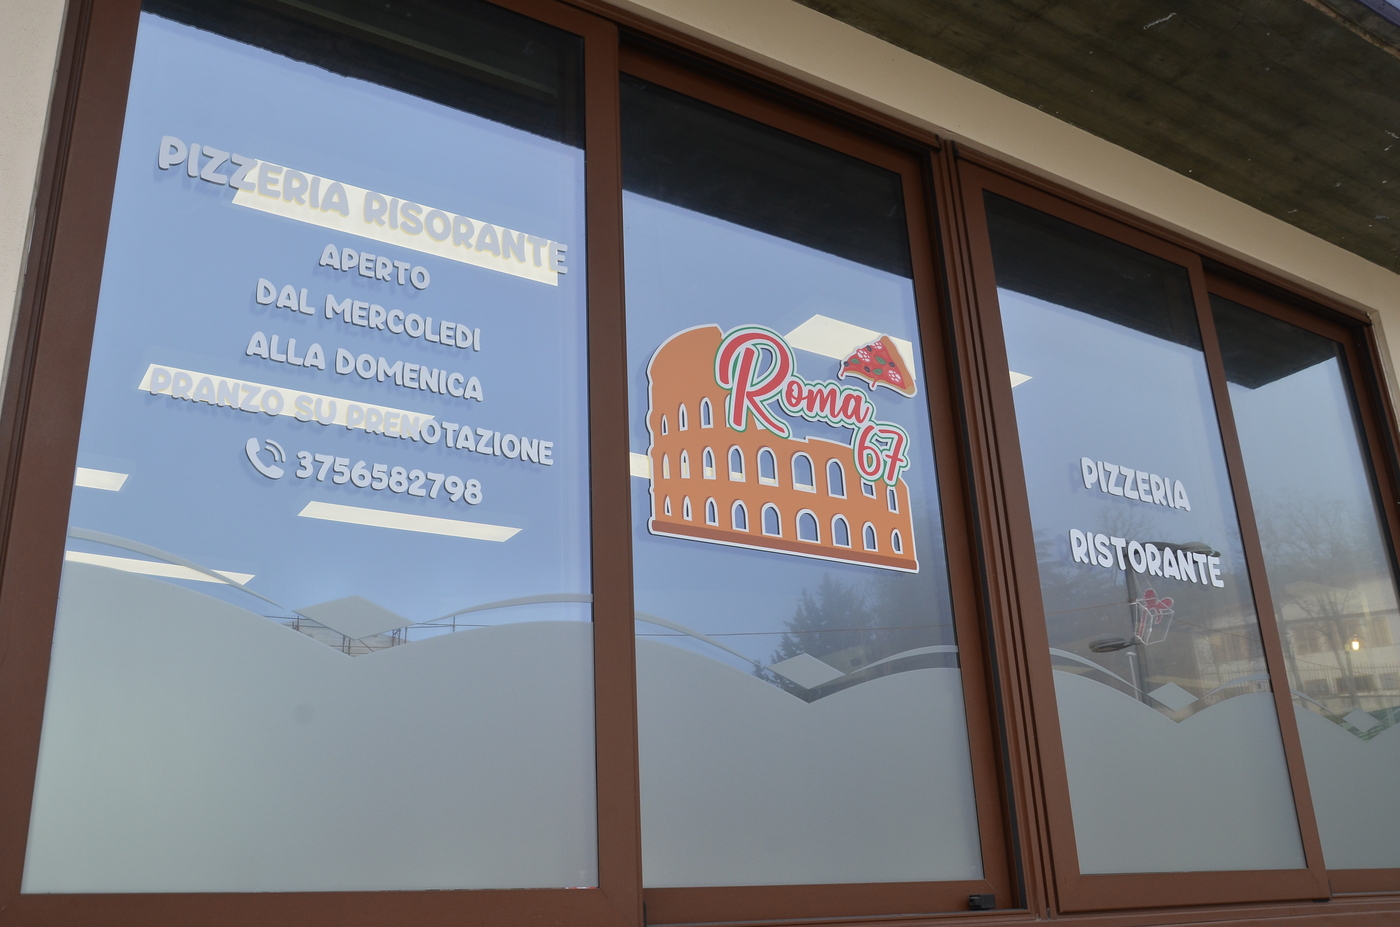 PIZZERIA RISORANTE
APERTO
DAL MERCOLEDI
ALLA DOMENICA
PRANZO SU PRENOTAZIONE
3756582798
Roma
67
PIZZERIA
RISTORANTE